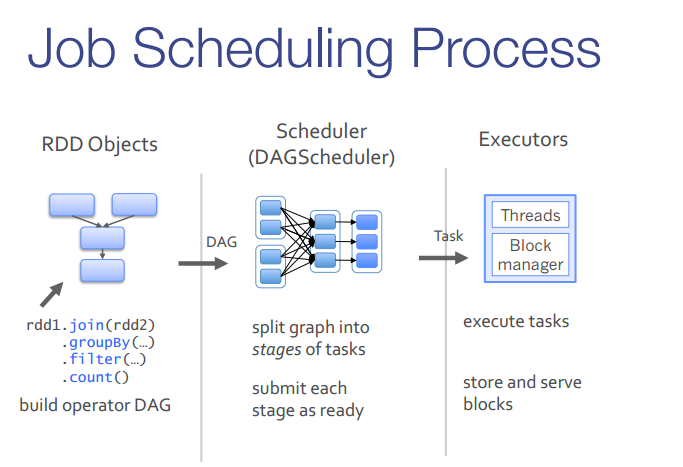 Job Scheduling Process
RDD Objects
rdd1.join(rdd2)
.groupBy(…)
.filter(…)
.count()
build operator DAG
DAG
Scheduler
(DAGScheduler)
split graph into
stages of tasks
submit each
stage as ready
Task
Executors
Threads
Block
manager
execute tasks
store and serve
blocks